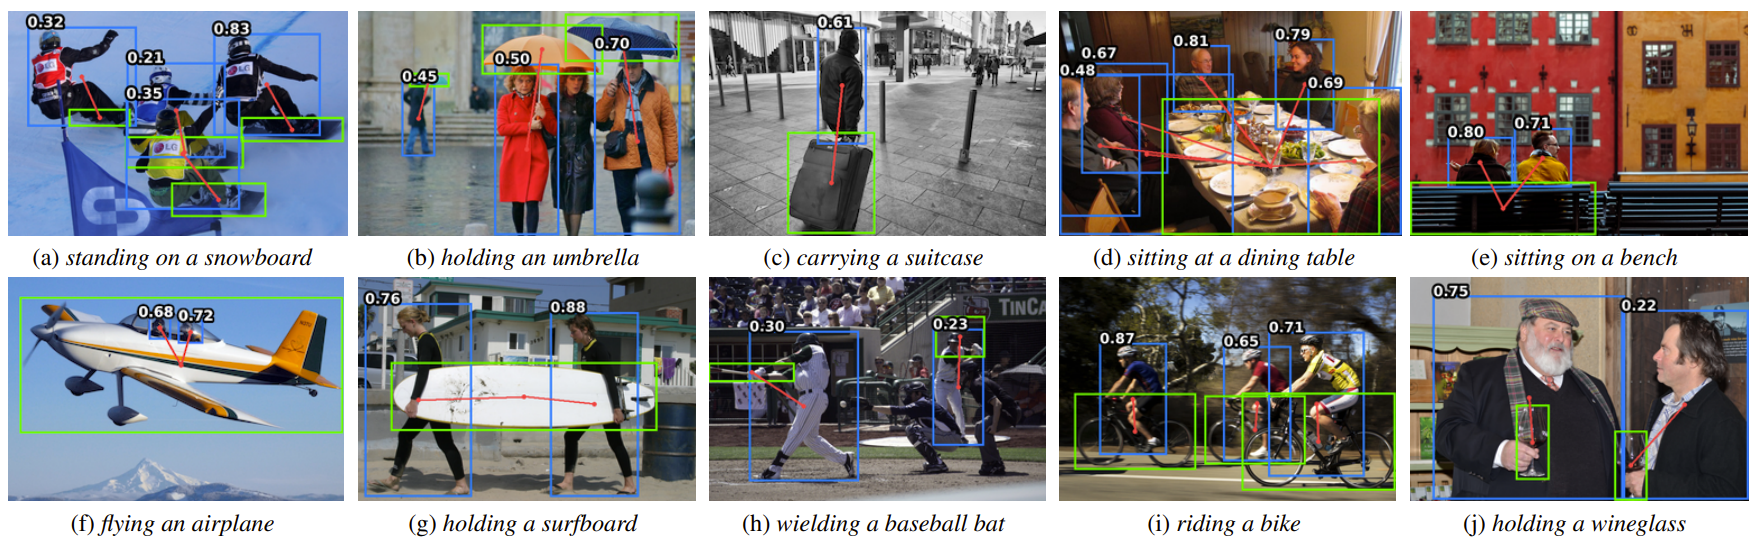 0.32
0.83
0.21
0.35
LG
LG
LG
S
(a) standing on a snowboard
0.70
0.50
0.45
(b) holding an umbrella
0.61
(c) carrying a suitcase
0.79
0.81
0.67
0.48
0.69
(d) sitting at a dining table
0.71
0.80
(e) sitting on a bench
0.68
0.72
(f) flying an airplane
0.76
0.88
(g) holding a surfboard
TINCA
0.30
0.23
(h) wielding a baseball bat
0.87
0.71
0.65
(i) riding a bike
0.75
0.22
(j) holding a wineglass